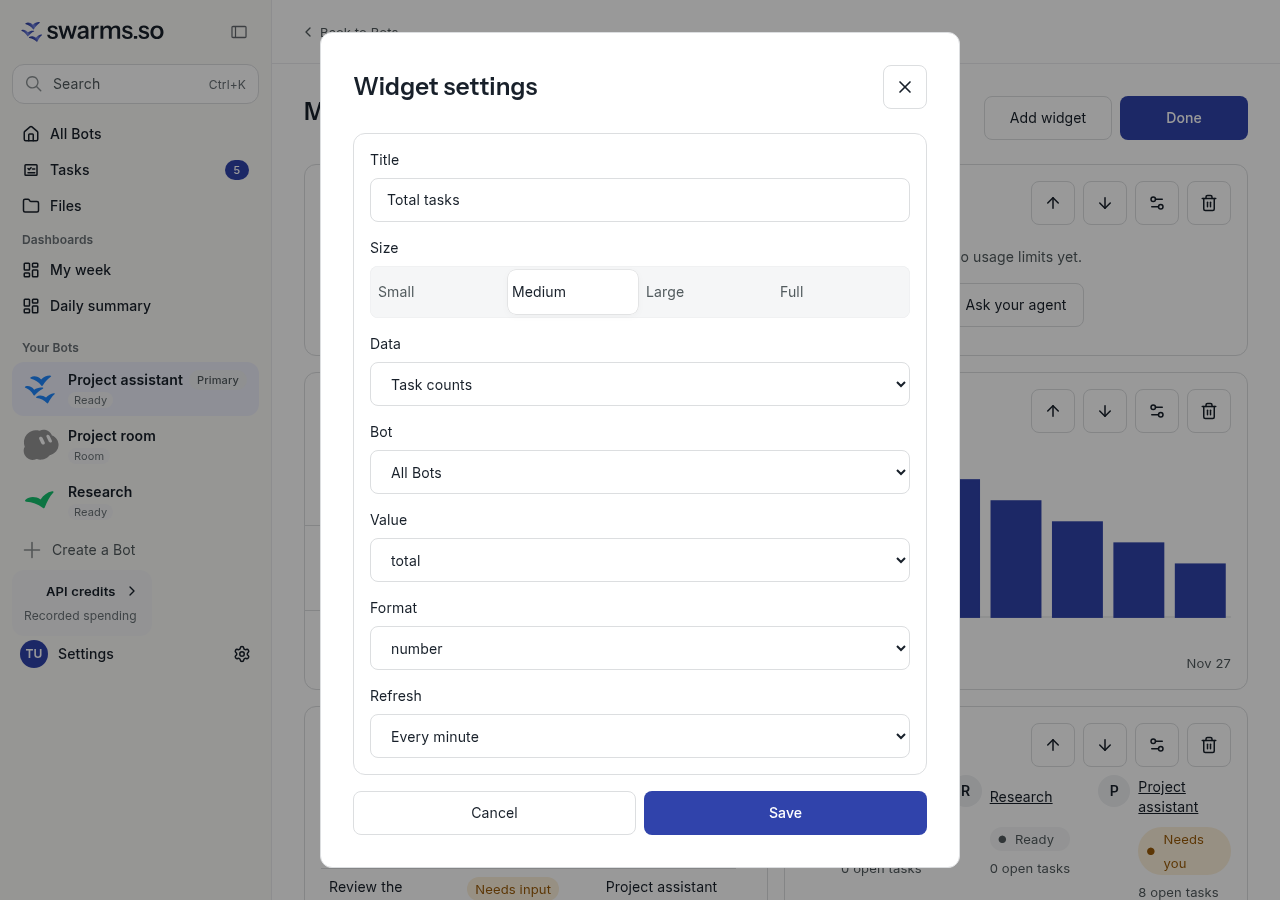 swarms.so
Search
Ctrl+K
All Bots
Tasks
5
Files
Dashboards
My week
Daily summary
Your Bots
Project assistant
Primary
Ready
Project room
Room
Research
Ready
Create a Bot
API credits
Recorded spending
TU
Settings
Add widget
Done
o usage limits yet.
Ask your agent
Nov 27
R
Research
Ready
0 open tasks
P
Project
assistant
Needs
you
8 open tasks
0 open tasks
Review the
Needs input
Project assistant
Widget settings
Title
Total tasks
Size
Small
Medium
Large
Full
Data
Task counts
Bot
All Bots
Value
total
Format
number
Refresh
Every minute
Cancel
Save